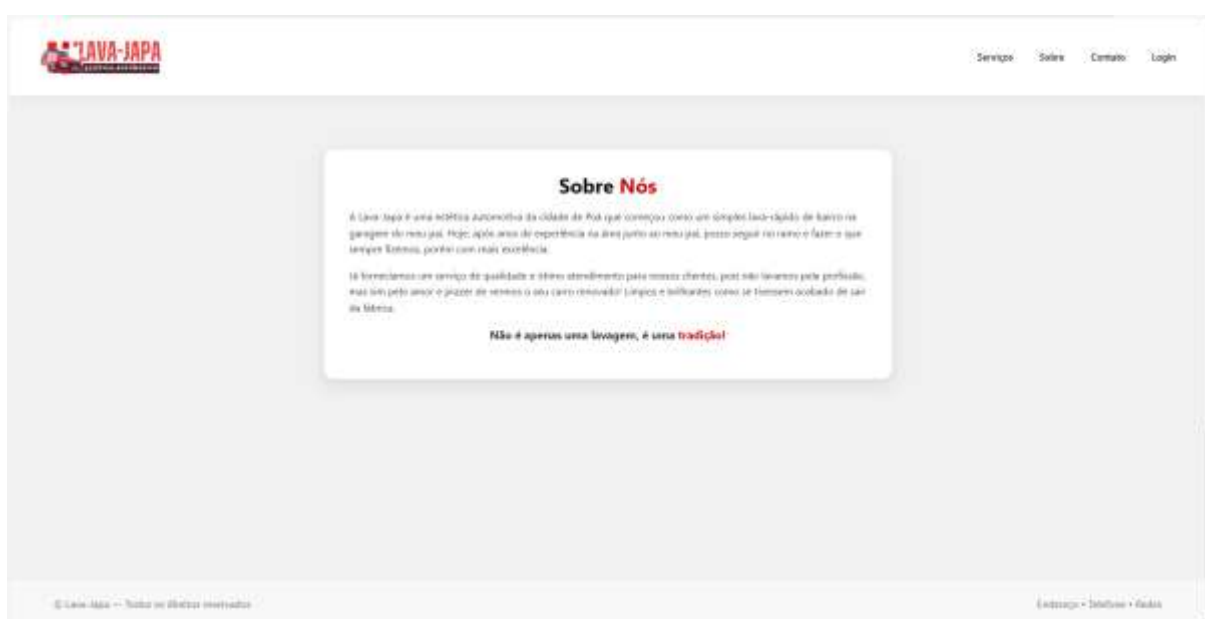 LAVA-JAPA
Serviços Sobre Contato Login
Sobre Nós
A Lava-Japa é uma estética automotiva da cidade de Poá que começou como um simples lava-rápido de bairro na
garagem do meu pai. Hoje, após anos de experiência na área junto ao meu pai, posso seguir no ramo e fazer o que
sempre fizemos, porém com mais excelência.
Já fornecíamos um serviço de qualidade e ótimo atendimento para nossos clientes, pois não lavamos pela profissão,
mas sim pelo amor e prazer de vermos o seu carro renovado! Limpos e brilhantes como se tivessem acabado de sair
da fábrica.
Não é apenas uma lavagem, é uma tradição!
© Lava-Japa — Todos os direitos reservados
Endereço • Telefone • Redes